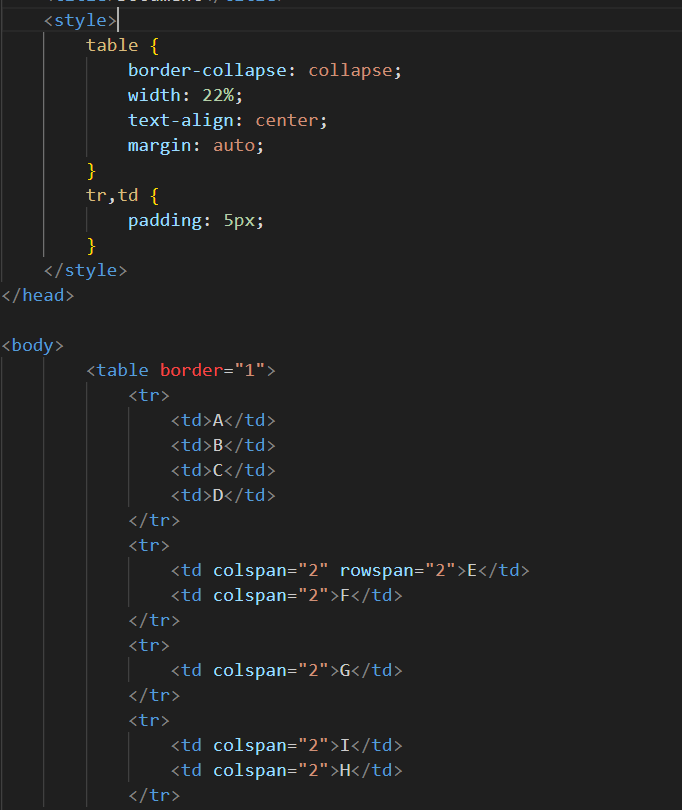 <style>
table {
border-collapse: collapse;
width: 22%;
text-align: center;
margin: auto;
}
tr,td {
padding: 5px;
}
</style>
</head>
<body>
<table border="1">
<tr>
<td>A</td>
<td>B</td>
<td>C</td>
<td>D</td>
</tr>
<tr>
<td colspan="2" rowspan="2">E</td>
<td colspan="2">F</td>
</tr>
<tr>
<td colspan="2">G</td>
</tr>
<tr>
<td colspan="2">I</td>
<td colspan="2">H</td>
</tr>